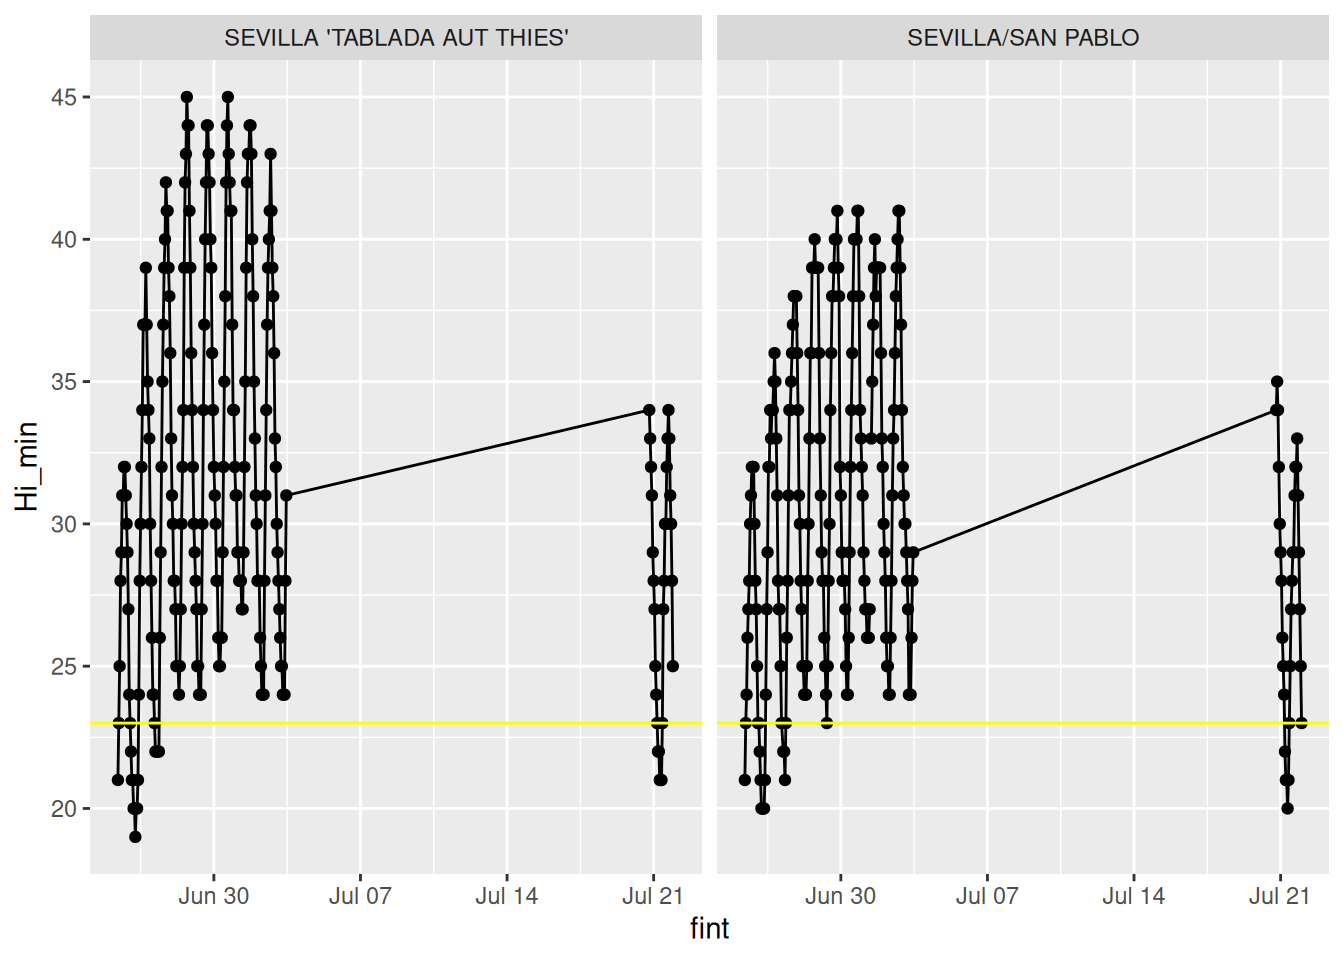 SEVILLA 'TABLADA AUT THIES'
SEVILLA/SAN PABLO
Hi_min
45
40
35
30
25
20
Jun 30
Jul 07
Jul 14
Jul 21
Jun 30
Jul 07
Jul 14
Jul 21
fint